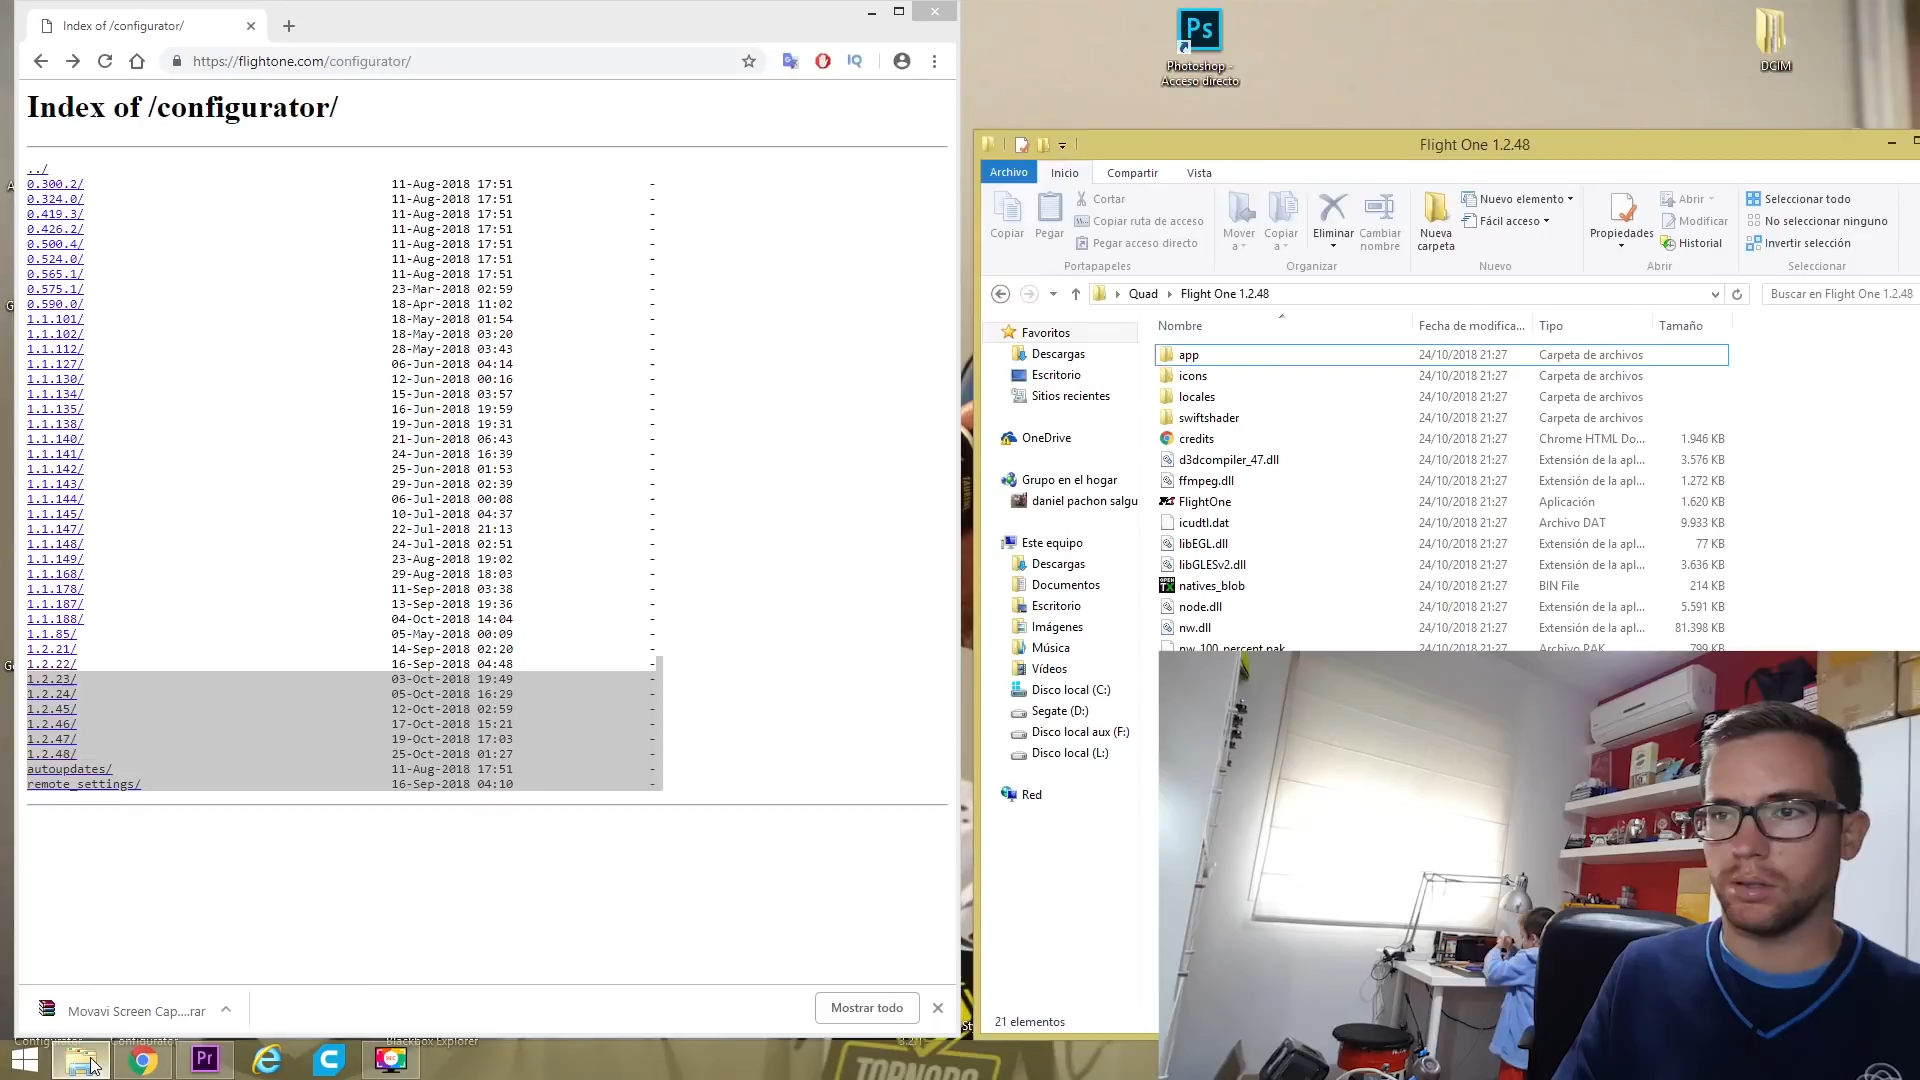 Index of /configurator/
https://flightone.com/configurator/
Index of /configurator/
../
0.300.2/ 11-Aug-2018 17:51 -
0.324.0/ 11-Aug-2018 17:51 -
0.419.3/ 11-Aug-2018 17:51 -
0.426.2/ 11-Aug-2018 17:51 -
0.500.4/ 11-Aug-2018 17:51 -
0.524.0/ 11-Aug-2018 17:51 -
0.565.1/ 11-Aug-2018 17:51 -
0.575.1/ 23-Mar-2018 02:59 -
0.590.0/ 18-Apr-2018 11:02 -
1.1.101/ 18-May-2018 01:54 -
1.1.102/ 18-May-2018 03:20 -
1.1.112/ 28-May-2018 03:43 -
1.1.127/ 06-Jun-2018 04:14 -
1.1.130/ 12-Jun-2018 00:16 -
1.1.134/ 15-Jun-2018 03:57 -
1.1.135/ 16-Jun-2018 19:59 -
1.1.138/ 19-Jun-2018 19:31 -
1.1.140/ 21-Jun-2018 06:43 -
1.1.141/ 24-Jun-2018 16:39 -
1.1.142/ 25-Jun-2018 01:53 -
1.1.143/ 29-Jun-2018 02:39 -
1.1.144/ 06-Jul-2018 00:08 -
1.1.145/ 10-Jul-2018 04:37 -
1.1.147/ 22-Jul-2018 21:13 -
1.1.148/ 24-Jul-2018 02:51 -
1.1.149/ 23-Aug-2018 19:02 -
1.1.168/ 29-Aug-2018 18:03 -
1.1.178/ 11-Sep-2018 03:38 -
1.1.187/ 13-Sep-2018 19:36 -
1.1.188/ 04-Oct-2018 14:04 -
1.1.85/ 05-May-2018 00:09 -
1.2.21/ 14-Sep-2018 02:20 -
1.2.22/ 16-Sep-2018 04:48 -
1.2.23/ 03-Oct-2018 19:49 -
1.2.24/ 05-Oct-2018 16:29 -
1.2.45/ 12-Oct-2018 02:59 -
1.2.46/ 17-Oct-2018 15:21 -
1.2.47/ 19-Oct-2018 17:03 -
1.2.48/ 25-Oct-2018 01:27 -
autoupdates/ 11-Aug-2018 17:51 -
remote_settings/ 16-Sep-2018 04:10 -
Movavi Screen Cap....rar
Mostrar todo
Ps
Photoshop -
Acceso directo
DCIM
Flight One 1.2.48
Archivo Inicio Compartir Vista
Copiar
Pegar
Cortar
Copiar ruta de acceso
Pegar acceso directo
Portapapeles
Mover
a
Copiar
a
Eliminar
Cambiar
nombre
Organizar
Nueva
carpeta
Nuevo elemento
Fácil acceso
Nuevo
Propiedades
Abrir
Modificar
Historial
Abrir
Seleccionar todo
No seleccionar ninguno
Invertir selección
Seleccionar
Quad Flight One 1.2.48
Buscar en Flight One 1.2.48
Favoritos
Descargas
Escritorio
Sitios recientes
OneDrive
Grupo en el hogar
daniel pachon salgu
Este equipo
Descargas
Documentos
Escritorio
Imágenes
Música
Vídeos
Disco local (C:)
Segate (D:)
Disco local aux (F:)
Disco local (L:)
Red
Nombre Fecha de modifica... Tipo Tamaño
app 24/10/2018 21:27 Carpeta de archivos
icons 24/10/2018 21:27 Carpeta de archivos
locales 24/10/2018 21:27 Carpeta de archivos
swiftshader 24/10/2018 21:27 Carpeta de archivos
credits 24/10/2018 21:27 Chrome HTML Do... 1.946 KB
d3dcompiler_47.dll 24/10/2018 21:27 Extensión de la apl... 3.576 KB
ffmpeg.dll 24/10/2018 21:27 Extensión de la apl... 1.272 KB
FlightOne 24/10/2018 21:27 Aplicación 1.620 KB
icudtl.dat 24/10/2018 21:27 Archivo DAT 9.933 KB
libEGL.dll 24/10/2018 21:27 Extensión de la apl... 77 KB
libGLESv2.dll 24/10/2018 21:27 Extensión de la apl... 3.636 KB
natives_blob 24/10/2018 21:27 BIN File 214 KB
node.dll 24/10/2018 21:27 Extensión de la apl... 5.591 KB
nw.dll 24/10/2018 21:27 Extensión de la apl... 81.398 KB
nw_100_percent.pak 24/10/2018 21:27 Archivo PAK 799 KB
21 elementos
Configurator
Configurator
Blackbox Explorer
Pr
TORNADO